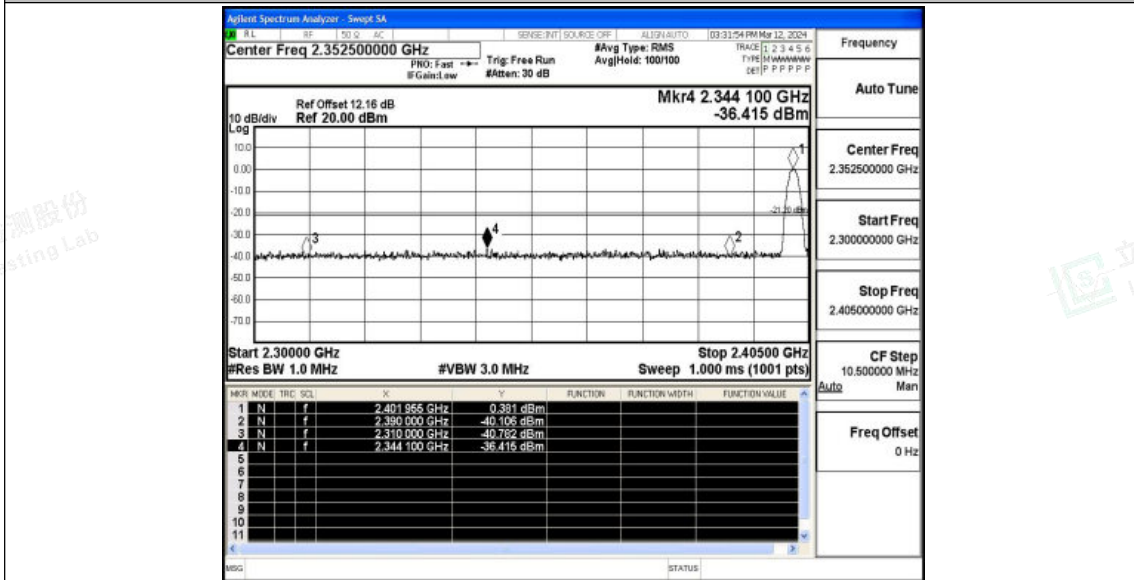 Agilent Spectrum Analyzer - Swept SA
RL RF 50 Ω AC SENSE:INT SOURCE OFF ALIGN AUTO 03:31:54 PM Mar 12, 2024
Center Freq 2.352500000 GHz
PNO: Fast
IFGain:Low
Trig: Free Run
#Atten: 30 dB
#Avg Type: RMS
Avg|Hold: 100/100
TRACE 1 2 3 4 5 6
TYPE M WWWWW
DET P P P P P P
Frequency
Auto Tune
Center Freq
2.352500000 GHz
Start Freq
2.300000000 GHz
Stop Freq
2.405000000 GHz
CF Step
10.500000 MHz
Auto Man
Freq Offset
0 Hz
Mkr4 2.344 100 GHz
-36.415 dBm
Ref Offset 12.16 dB
10 dB/div Ref 20.00 dBm
Log
10.0
0.00
-10.0
-20.0
-30.0
-40.0
-50.0
-60.0
-70.0
1
-21.20 dBm
3
4
2
Start 2.30000 GHz Stop 2.40500 GHz
#Res BW 1.0 MHz #VBW 3.0 MHz Sweep 1.000 ms (1001 pts)
MKR MODE TRC SCL X Y FUNCTION FUNCTION WIDTH FUNCTION VALUE
1 N f 2.401 955 GHz 0.381 dBm
2 N f 2.390 000 GHz -40.106 dBm
3 N f 2.310 000 GHz -40.782 dBm
4 N f 2.344 100 GHz -36.415 dBm
5
6
7
8
9
10
11
MSG STATUS
测股份
esting Lab
立